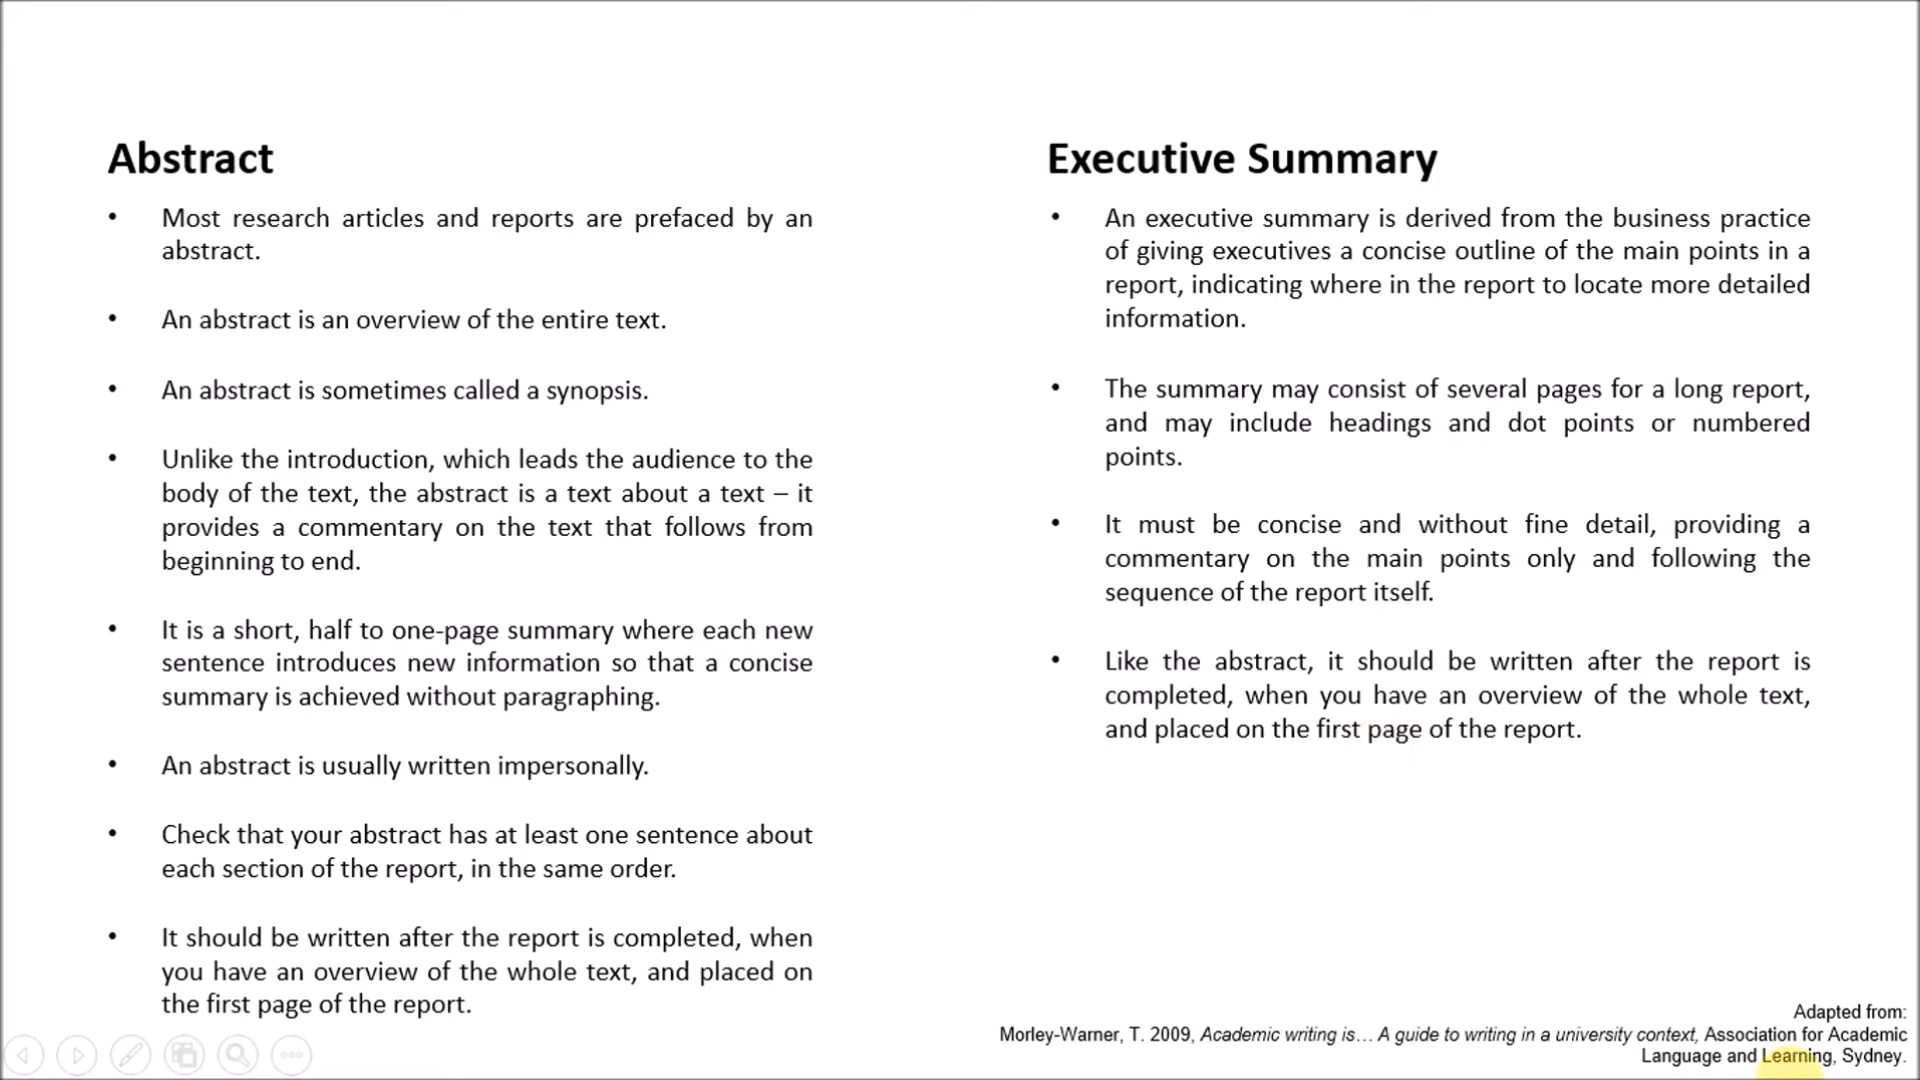 Abstract
• Most research articles and reports are prefaced by an
abstract.
• An abstract is an overview of the entire text.
• An abstract is sometimes called a synopsis.
• Unlike the introduction, which leads the audience to the
body of the text, the abstract is a text about a text – it
provides a commentary on the text that follows from
beginning to end.
• It is a short, half to one-page summary where each new
sentence introduces new information so that a concise
summary is achieved without paragraphing.
• An abstract is usually written impersonally.
• Check that your abstract has at least one sentence about
each section of the report, in the same order.
• It should be written after the report is completed, when
you have an overview of the whole text, and placed on
the first page of the report.
Executive Summary
• An executive summary is derived from the business practice
of giving executives a concise outline of the main points in a
report, indicating where in the report to locate more detailed
information.
• The summary may consist of several pages for a long report,
and may include headings and dot points or numbered
points.
• It must be concise and without fine detail, providing a
commentary on the main points only and following the
sequence of the report itself.
• Like the abstract, it should be written after the report is
completed, when you have an overview of the whole text,
and placed on the first page of the report.
Adapted from:
Morley-Warner, T. 2009, Academic writing is… A guide to writing in a university context, Association for Academic
Language and Learning, Sydney.